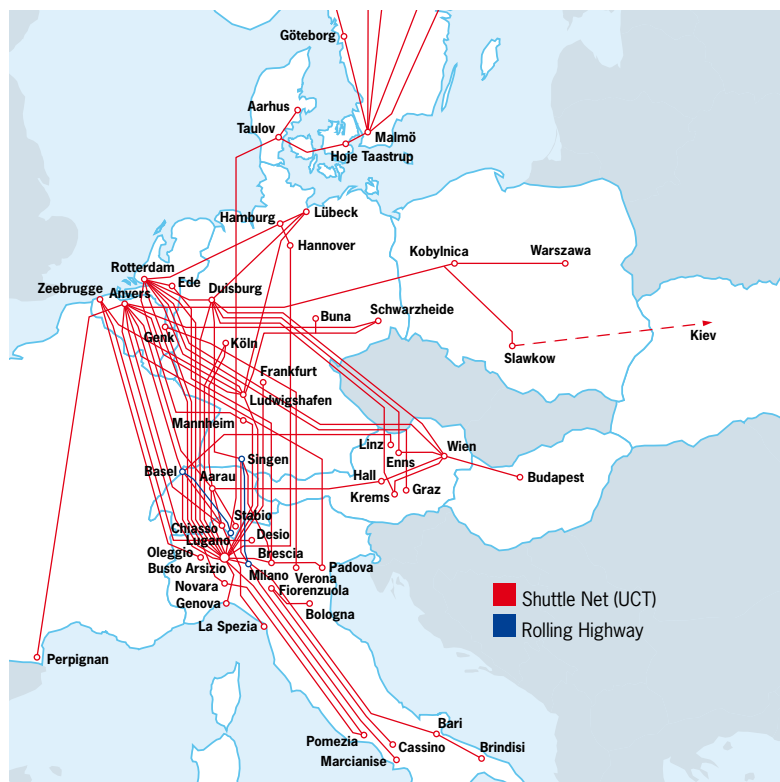 Göteborg
Aarhus
Taulov
Malmö
Hoje Taastrup
Lübeck
Hamburg
Hannover
Kobylnica
Warszawa
Rotterdam
Ede
Zeebrugge
Anvers
Duisburg
Buna
Schwarzheide
Kiev
Genk
Köln
Slawkow
Frankfurt
Ludwigshafen
Mannheim
Linz
Wien
Enns
Singen
Basel
Aarau
Hall
Budapest
Krems
Graz
Stabio
Chiasso
Desio
Lugano
Oleggio
Brescia
Busto Arsizio
Milano
Verona
Padova
Novara
Fiorenzuola
Genova
Bologna
La Spezia
Shuttle Net (UCT)
Rolling Highway
Perpignan
Bari
Pomezia
Cassino
Brindisi
Marcianise